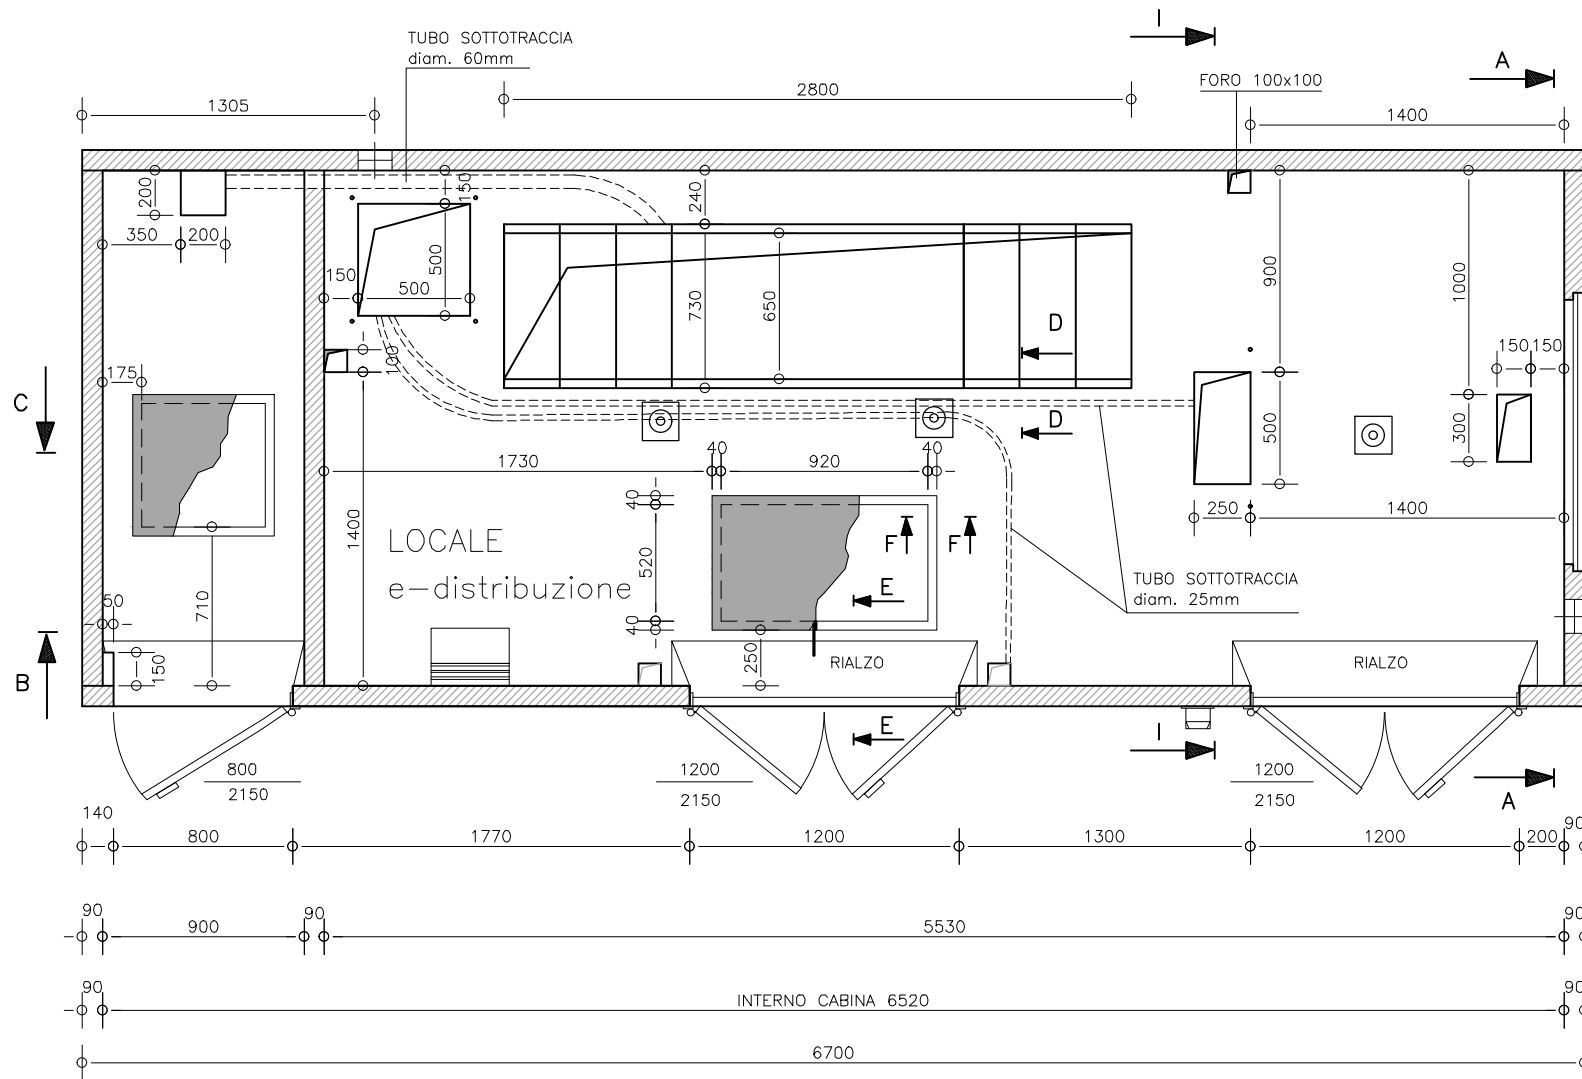 I
TUBO SOTTOTRACCIA
diam. 60mm
A
FORO 100x100
2800
1305
1400
200
150
240
350
200
500
150
500
730
650
900
1000
D
100
150
150
175
C
D
300
500
1730
40
920
40
40
250
1400
1400
LOCALE
F
F
520
e-distribuzione
TUBO SOTTOTRACCIA
diam. 25mm
E
50
710
40
150
250
RIALZO
RIALZO
B
E
I
800
2150
1200
2150
1200
2150
A
140
90
800
1770
1200
1300
1200
200
90
90
90
900
5530
90
90
INTERNO CABINA 6520
6700